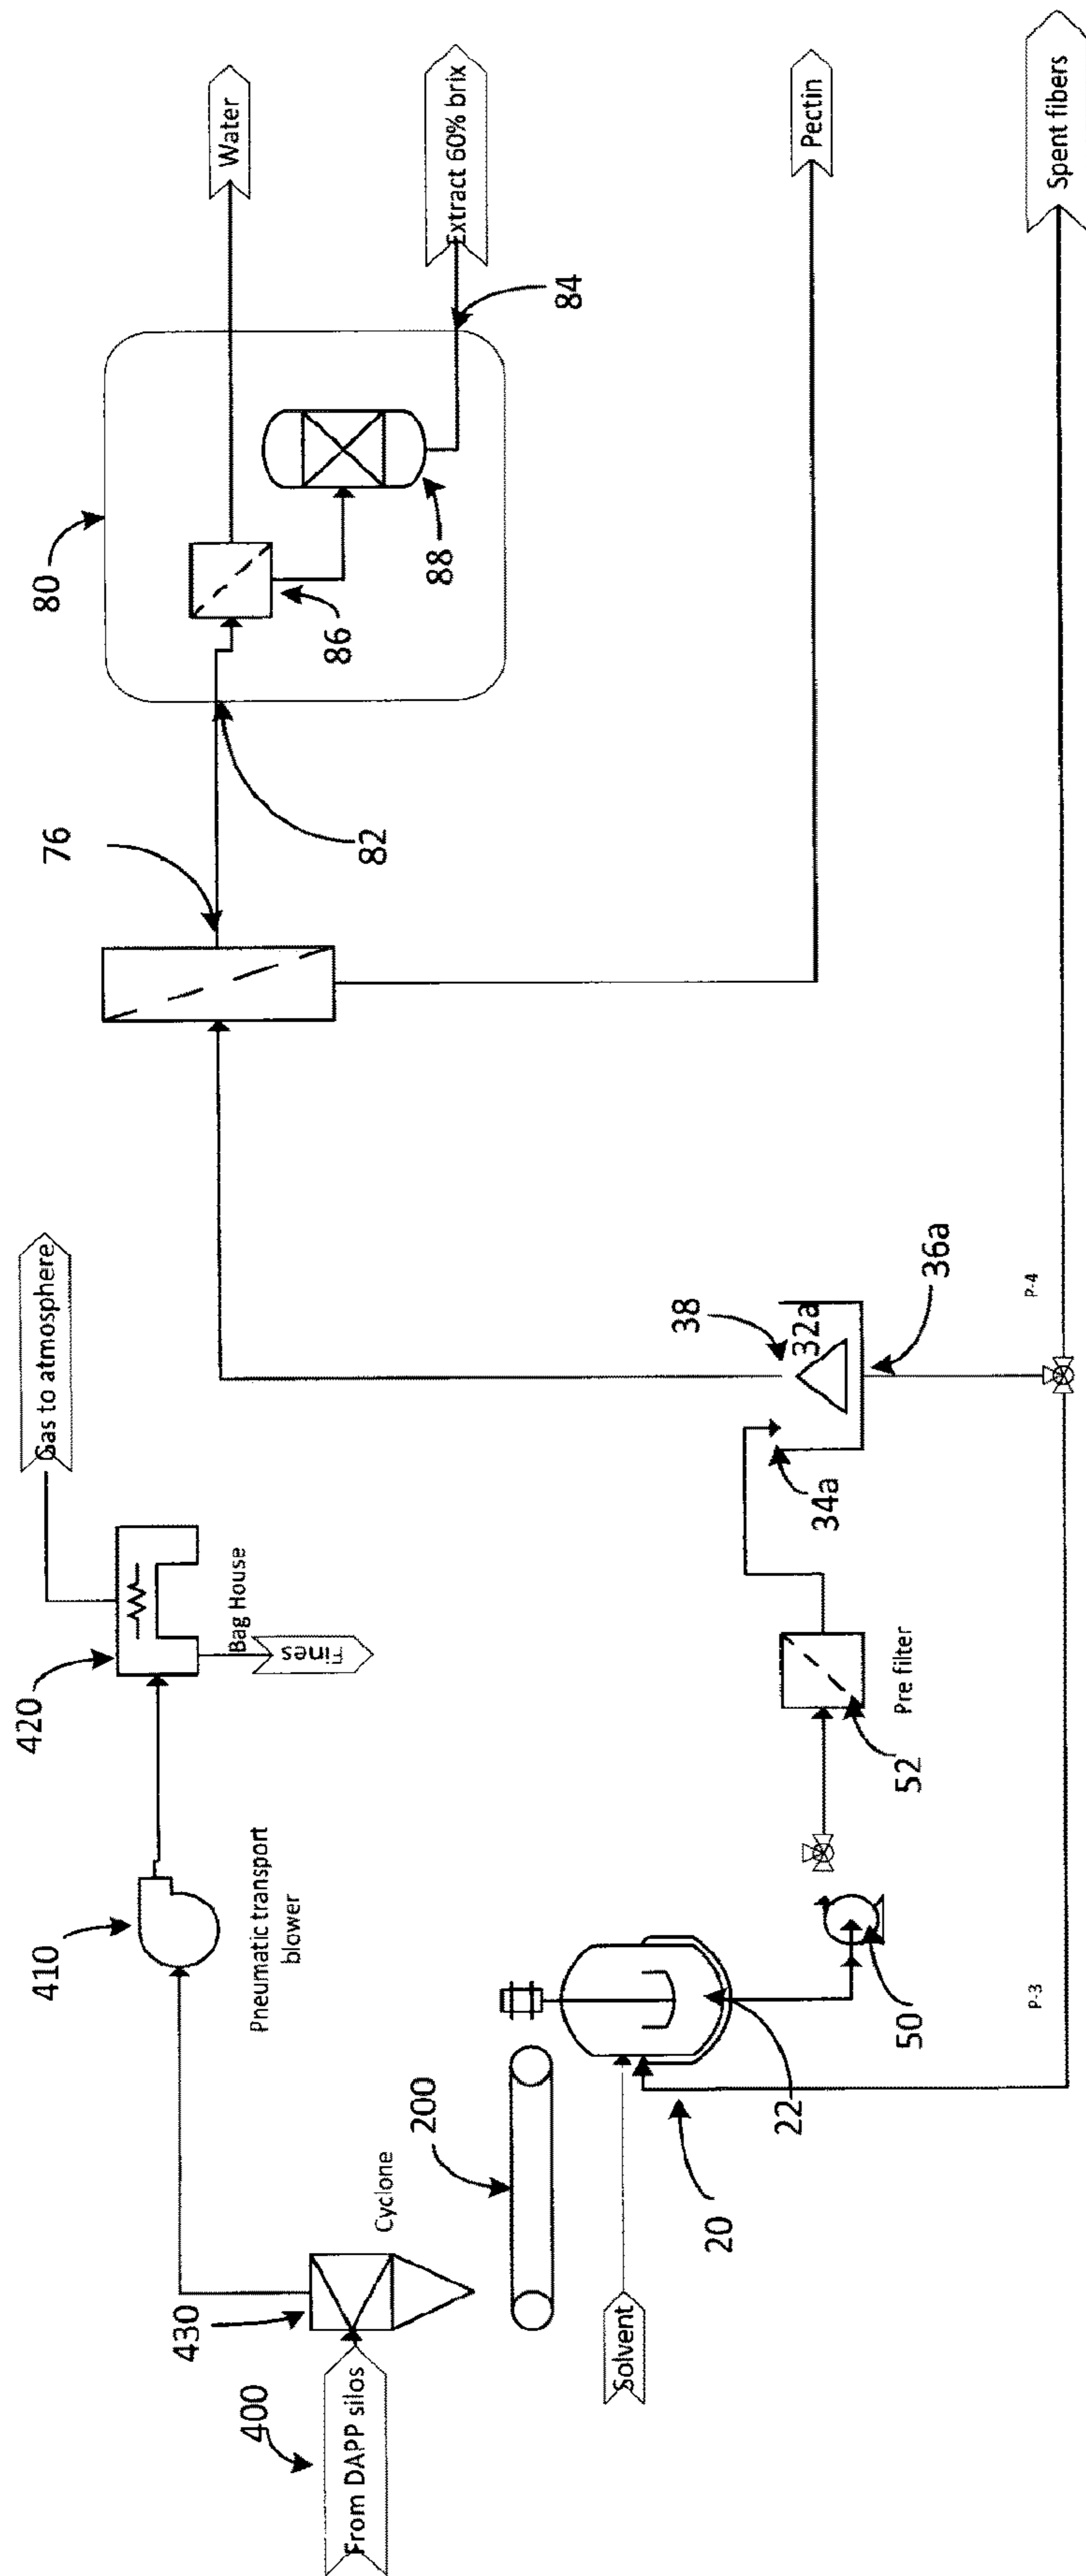 Gas to atmosphere
420
Bag House
Fines
410
Pneumatic transport
blower
430
Cyclone
400
From DAPP silos
200
Solvent
20
22
50
P-3
52
Pre filter
34a
38
32a
36a
P-4
76
82
80
86
88
84
Water
Extract 60% brix
Pectin
Spent fibers